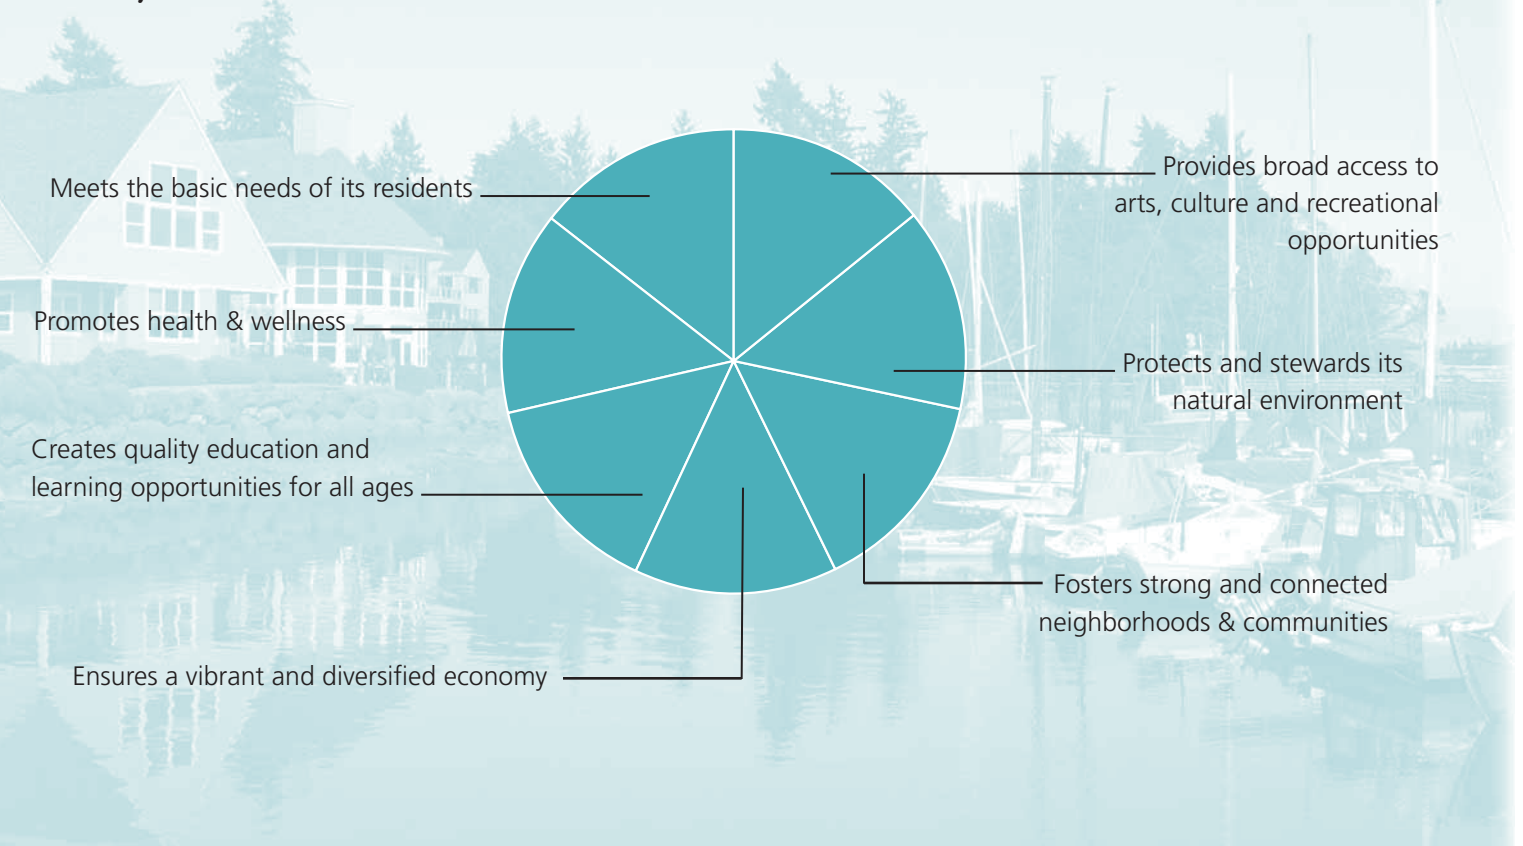 Meets the basic needs of its residents
Promotes health & wellness
Creates quality education and
learning opportunities for all ages
Ensures a vibrant and diversified economy
Provides broad access to
arts, culture and recreational
opportunities
Protects and stewards its
natural environment
Fosters strong and connected
neighborhoods & communities